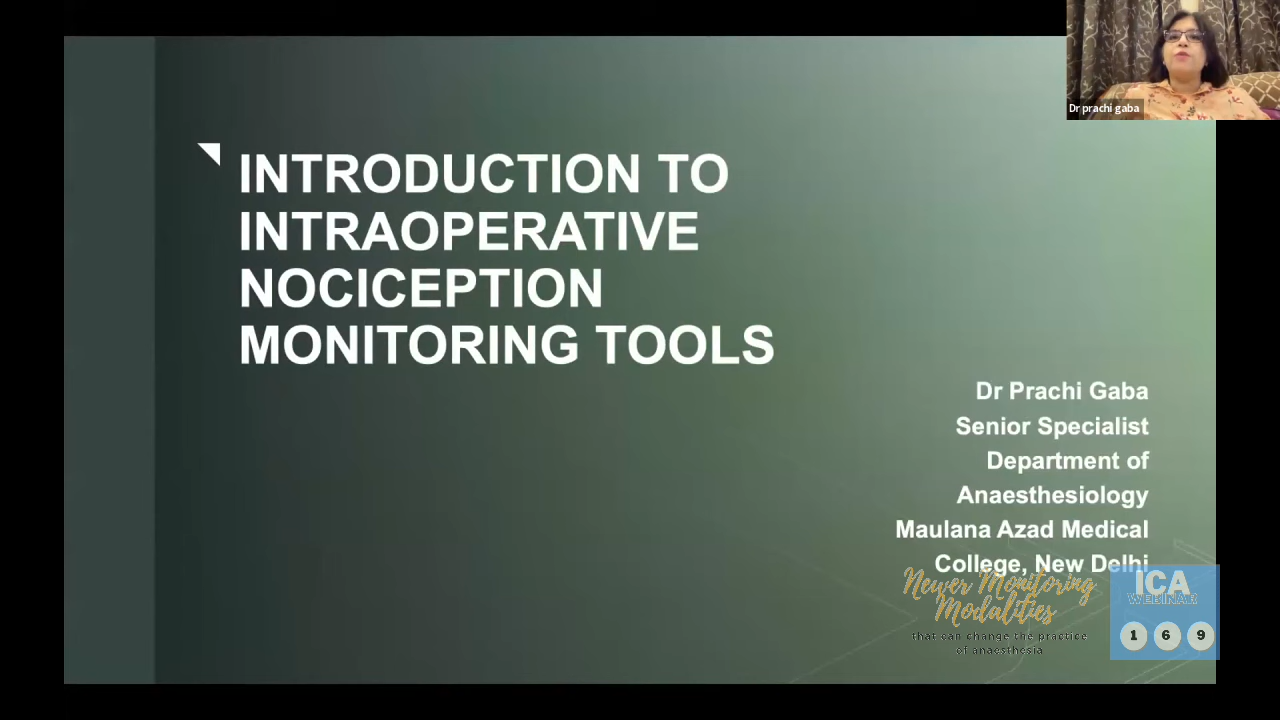 Dr prachi gaba
INTRODUCTION TO
INTRAOPERATIVE
NOCICEPTION
MONITORING TOOLS
Dr Prachi Gaba
Senior Specialist
Department of
Anaesthesiology
Maulana Azad Medical
College, New Delhi
Newer Monitoring
Modalities
that can change the practice
of anaesthesia
ICA
WEBINAR
1 6 9